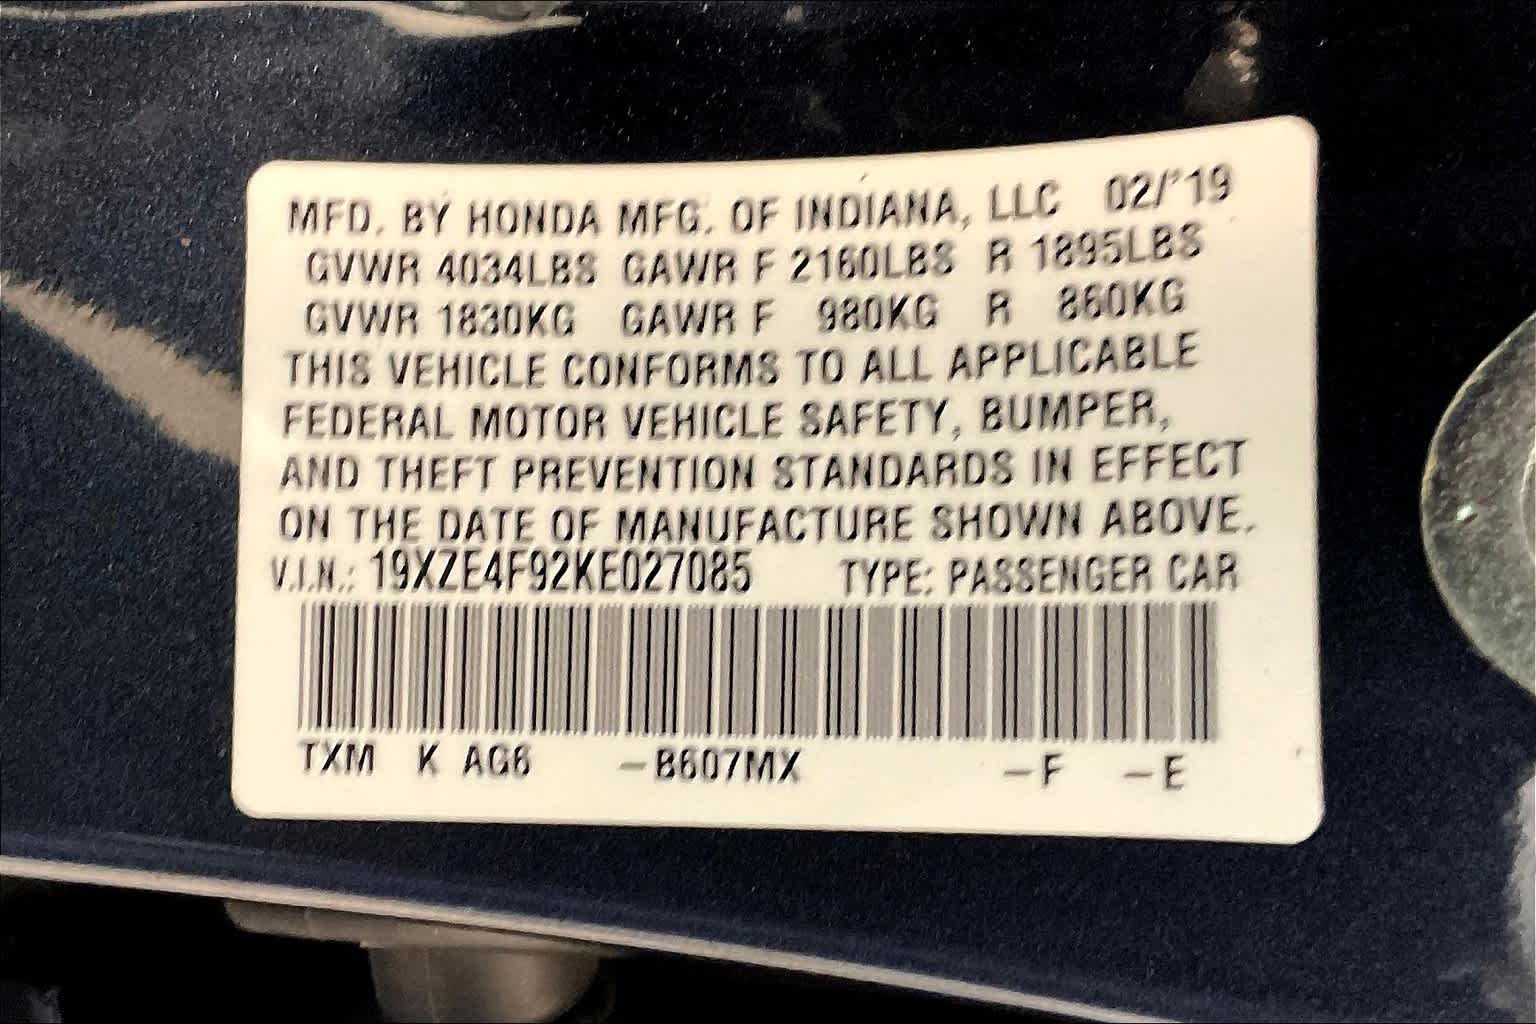 MFD. BY HONDA MFG. OF INDIANA, LLC 02/'19
GVWR 4034LBS GAWR F 2160LBS R 1895LBS
GVWR 1830KG GAWR F 980KG R 860KG
THIS VEHICLE CONFORMS TO ALL APPLICABLE
FEDERAL MOTOR VEHICLE SAFETY, BUMPER,
AND THEFT PREVENTION STANDARDS IN EFFECT
ON THE DATE OF MANUFACTURE SHOWN ABOVE.
V.I.N.: 19XZE4F92KE027085 TYPE: PASSENGER CAR
TXM K AG6 -B607MX -F -E